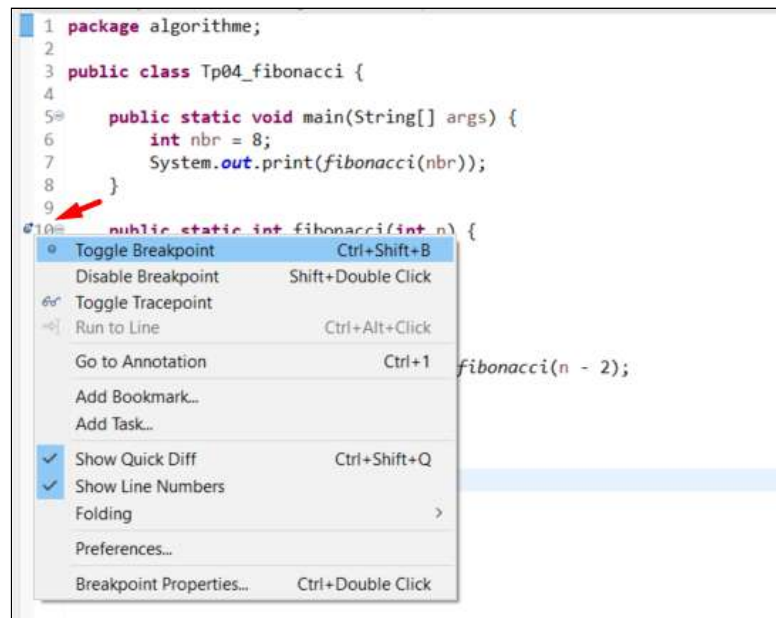 1 package algorithme;
2
3 public class Tp04_fibonacci {
4
5 public static void main(String[] args) {
6 int nbr = 8;
7 System.out.print(fibonacci(nbr));
8 }
9
10 public static int fibonacci(int n) {
Toggle Breakpoint Ctrl+Shift+B
Disable Breakpoint Shift+Double Click
Toggle Tracepoint
Run to Line Ctrl+Alt+Click
Go to Annotation Ctrl+1
fibonacci(n - 2);
Add Bookmark...
Add Task...
Show Quick Diff Ctrl+Shift+Q
Show Line Numbers
Folding >
Preferences...
Breakpoint Properties... Ctrl+Double Click